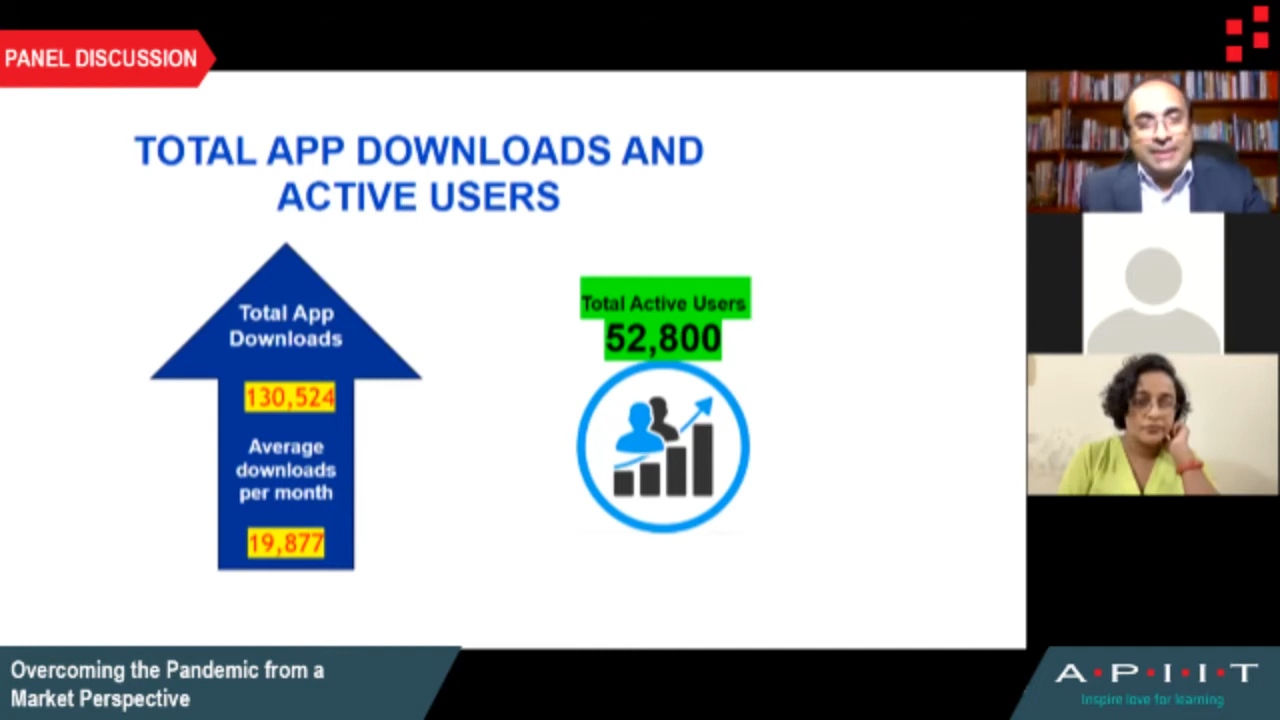 PANEL DISCUSSION
TOTAL APP DOWNLOADS AND
ACTIVE USERS
Total App
Downloads
130,524
Average
downloads
per month
19,877
Total Active Users
52,800
Overcoming the Pandemic from a
Market Perspective
A·P·I·I·T
Inspire love for learning